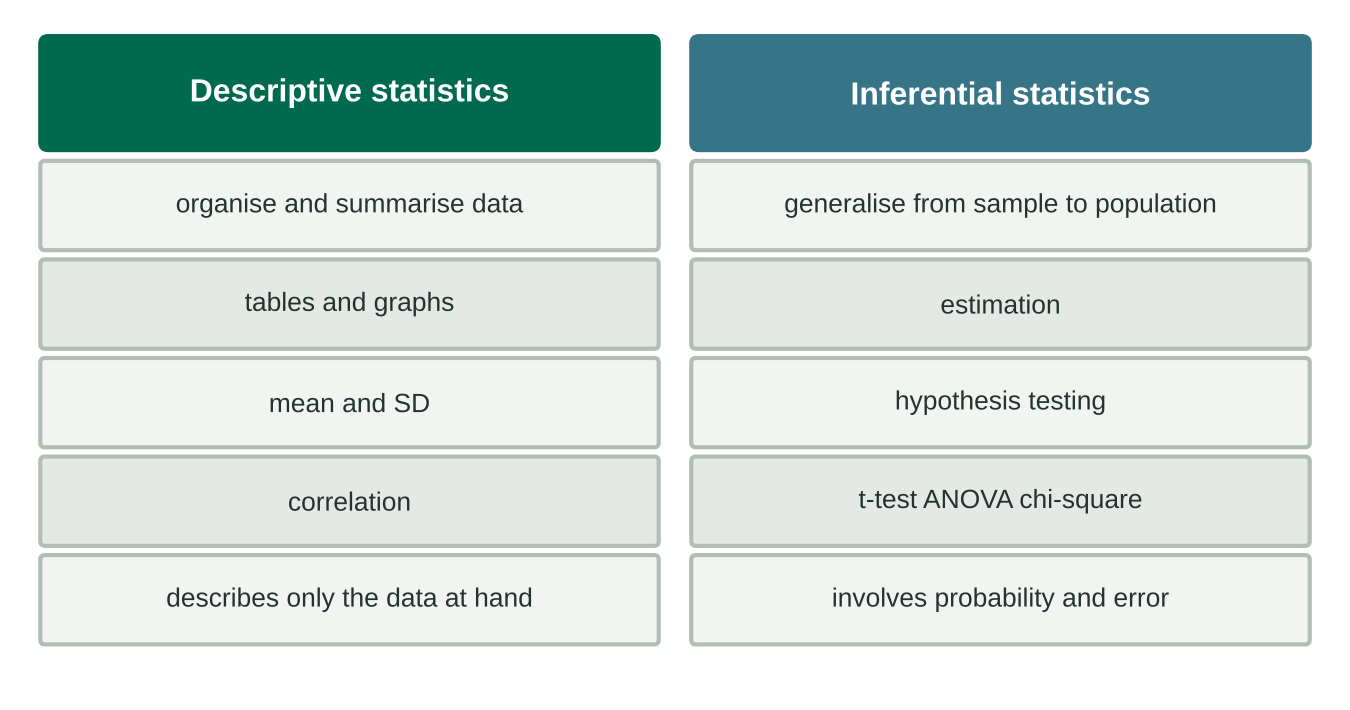 Descriptive statistics
Inferential statistics
organise and summarise data
generalise from sample to population
tables and graphs
estimation
mean and SD
hypothesis testing
correlation
t-test ANOVA chi-square
describes only the data at hand
involves probability and error